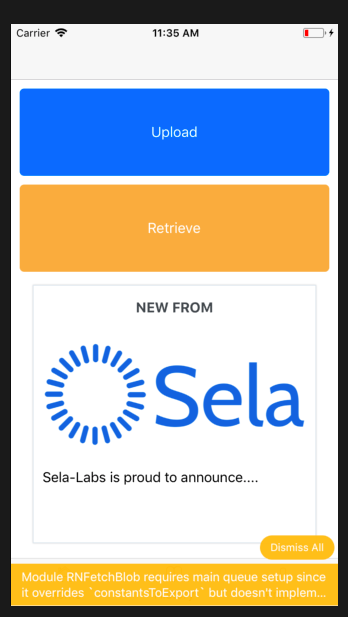 Carrier 11:35 AM
Upload
Retrieve
NEW FROM
Sela
Sela-Labs is proud to announce....
Dismiss All
Module RNFetchBlob requires main queue setup since
it overrides `constantsToExport` but doesn't implem...